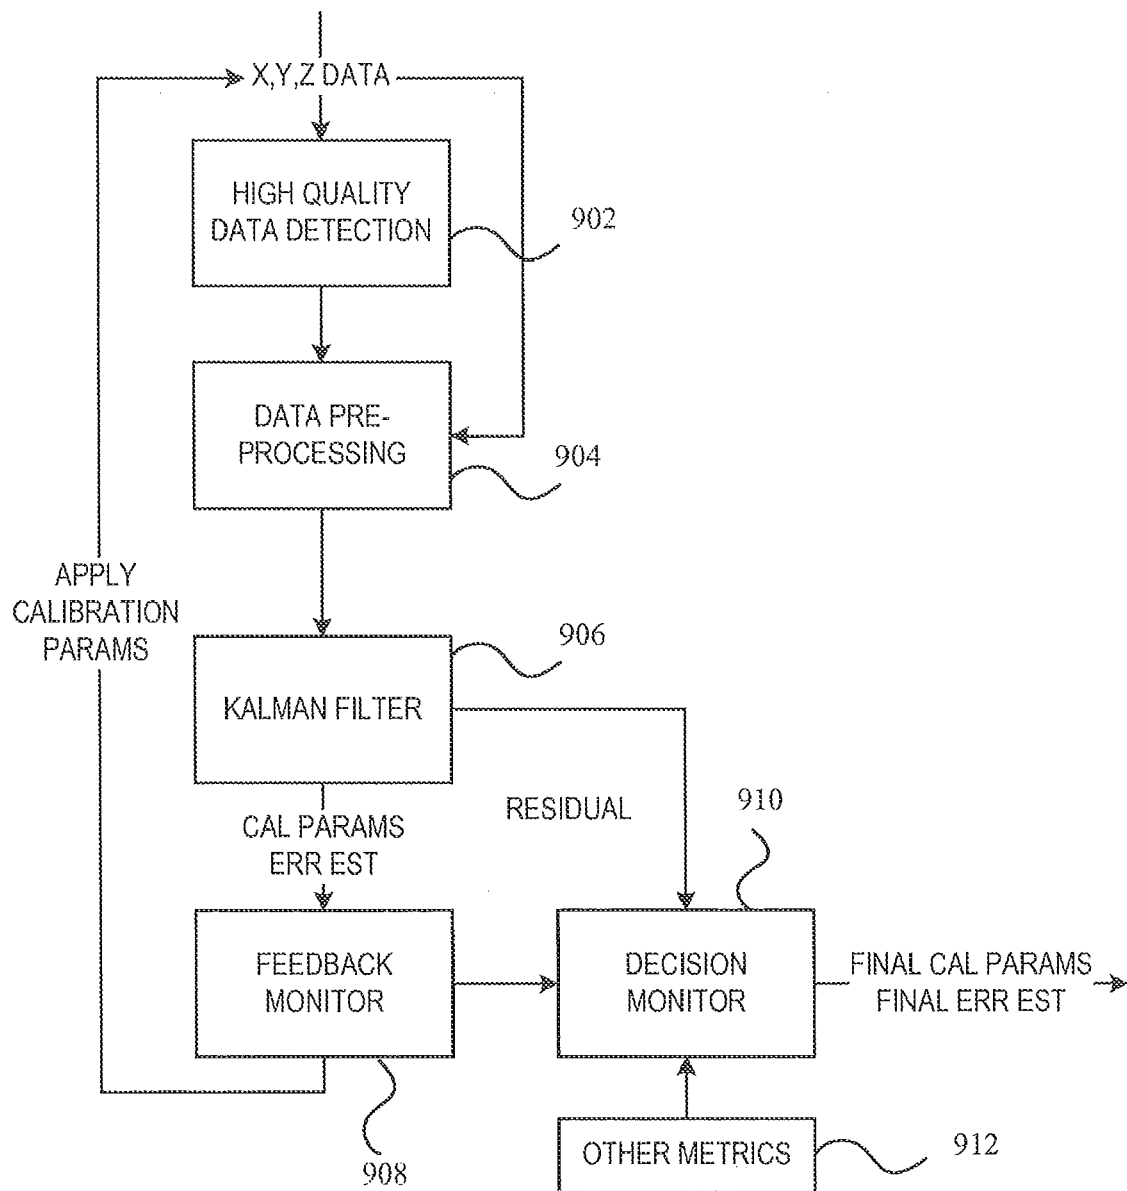 X,Y,Z DATA
HIGH QUALITY
DATA DETECTION
902
DATA PRE-
PROCESSING
904
APPLY
CALIBRATION
PARAMS
906
KALMAN FILTER
CAL PARAMS
ERR EST
RESIDUAL
910
FEEDBACK
MONITOR
DECISION
MONITOR
FINAL CAL PARAMS
FINAL ERR EST
908
OTHER METRICS
912